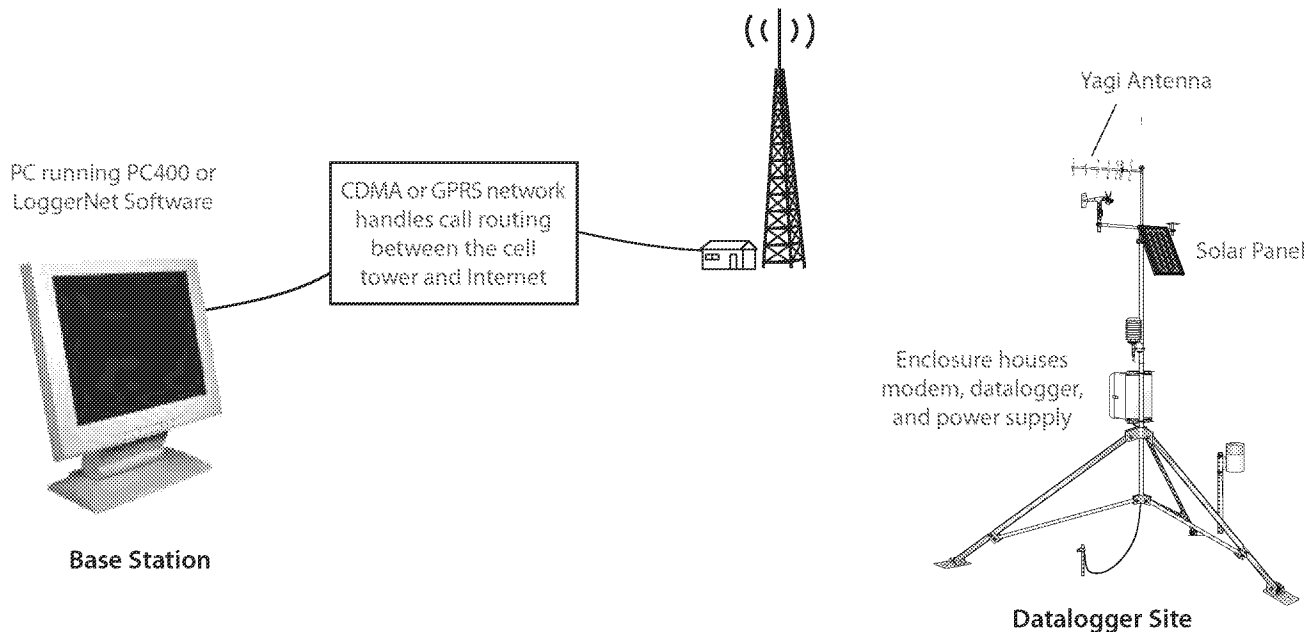 Yagi Antenna
PC running PC400 or
LoggerNet Software
CDMA or GPRS network
handles call routing
between the cell
tower and Internet
Solar Panel
Enclosure houses
modem, datalogger,
and power supply
Base Station
Datalogger Site